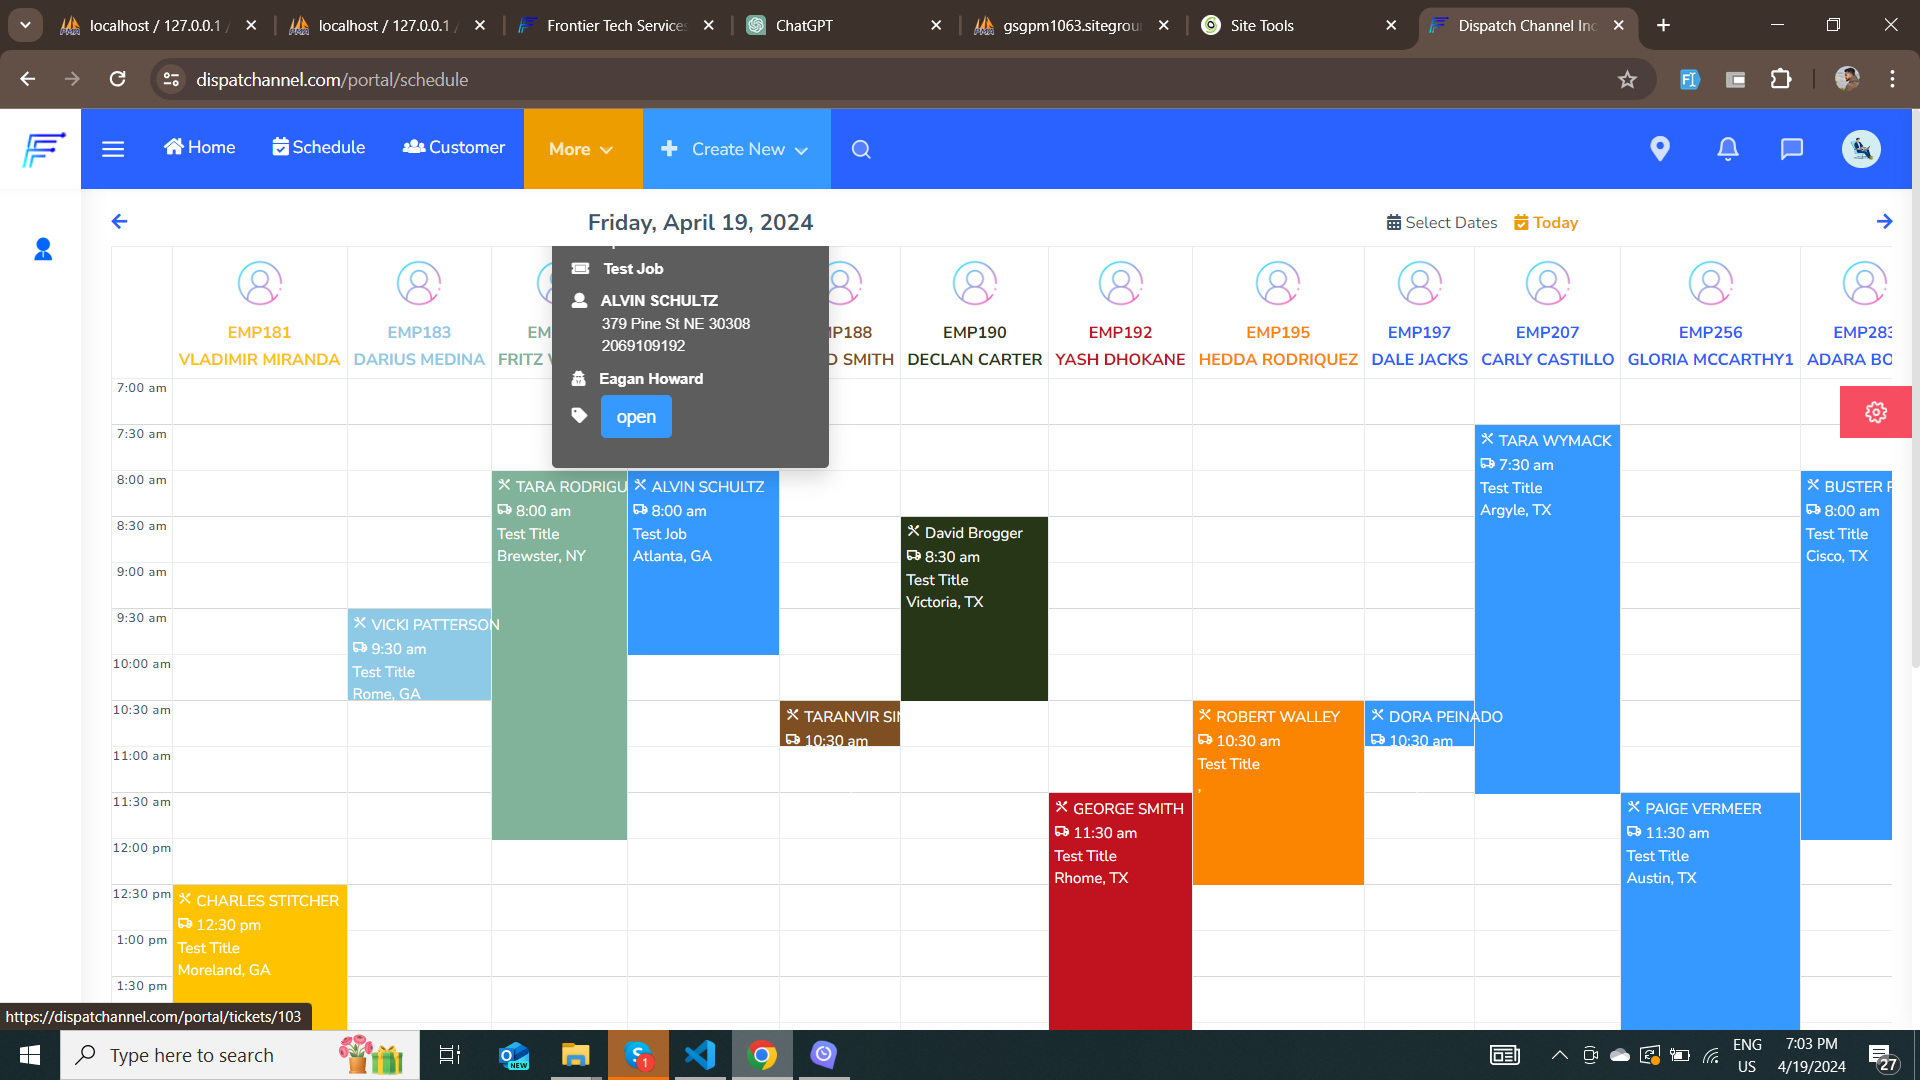 localhost / 127.0.0.1 /
localhost / 127.0.0.1 /
Frontier Tech Services
ChatGPT
gsgpm1063.sitegrou
Site Tools
Dispatch Channel Inc
dispatchannel.com/portal/schedule
Home
Schedule
Customer
More
Create New
Friday, April 19, 2024
Select Dates
Today
Test Job
ALVIN SCHULTZ
379 Pine St NE 30308
2069109192
Eagan Howard
open
EMP181
VLADIMIR MIRANDA
EMP183
DARIUS MEDINA
EM
FRITZ
MP188
D SMITH
EMP190
DECLAN CARTER
EMP192
YASH DHOKANE
EMP195
HEDDA RODRIQUEZ
EMP197
DALE JACKS
EMP207
CARLY CASTILLO
EMP256
GLORIA MCCARTHY1
EMP283
ADARA BO
7:00 am
7:30 am
8:00 am
8:30 am
9:00 am
9:30 am
10:00 am
10:30 am
11:00 am
11:30 am
12:00 pm
12:30 pm
1:00 pm
1:30 pm
TARA WYMACK
7:30 am
Test Title
Argyle, TX
TARA RODRIGU
8:00 am
Test Title
Brewster, NY
ALVIN SCHULTZ
8:00 am
Test Job
Atlanta, GA
BUSTER
8:00 am
Test Title
Cisco, TX
David Brogger
8:30 am
Test Title
Victoria, TX
VICKI PATTERSON
9:30 am
Test Title
Rome, GA
TARANVIR SI
10:30 am
ROBERT WALLEY
10:30 am
Test Title
,
DORA PEINADO
10:30 am
GEORGE SMITH
11:30 am
Test Title
Rhome, TX
PAIGE VERMEER
11:30 am
Test Title
Austin, TX
CHARLES STITCHER
12:30 pm
Test Title
Moreland, GA
https://dispatchannel.com/portal/tickets/103
Type here to search
NEW
1
ENG
US
7:03 PM
4/19/2024
27